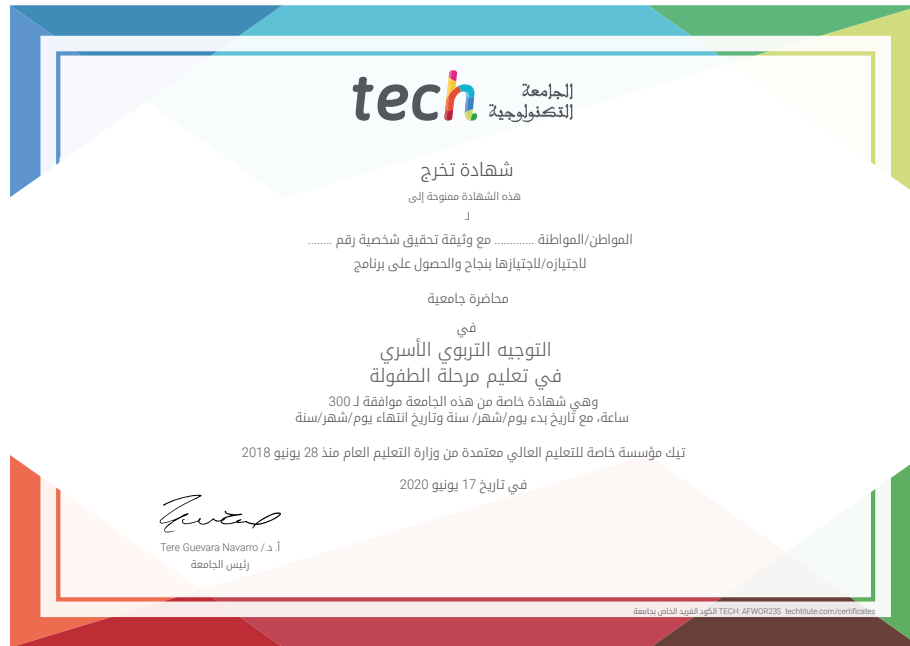 tech الجامعة
التكنولوجية
شهادة تخرج
هذه الشهادة ممنوحة إلى
لـ
المواطن/المواطنة ............ مع وثيقة تحقيق شخصية رقم ........
لاجتيازه/لاجتيازها بنجاح والحصول على برنامج
محاضرة جامعية
في
التوجيه التربوي الأسري
في تعليم مرحلة الطفولة
وهي شهادة خاصة من هذه الجامعة موافقة لـ 300
ساعة، مع تاريخ بدء يوم/شهر/ سنة وتاريخ انتهاء يوم/شهر/سنة
تيك مؤسسة خاصة للتعليم العالي معتمدة من وزارة التعليم العام منذ 28 يونيو 2018
في تاريخ 17 يونيو 2020
أ. د./ Tere Guevara Navarro
رئيس الجامعة
الكود الفريد الخاص بجامعة TECH: AFWOR23S techtitute.com/certificates